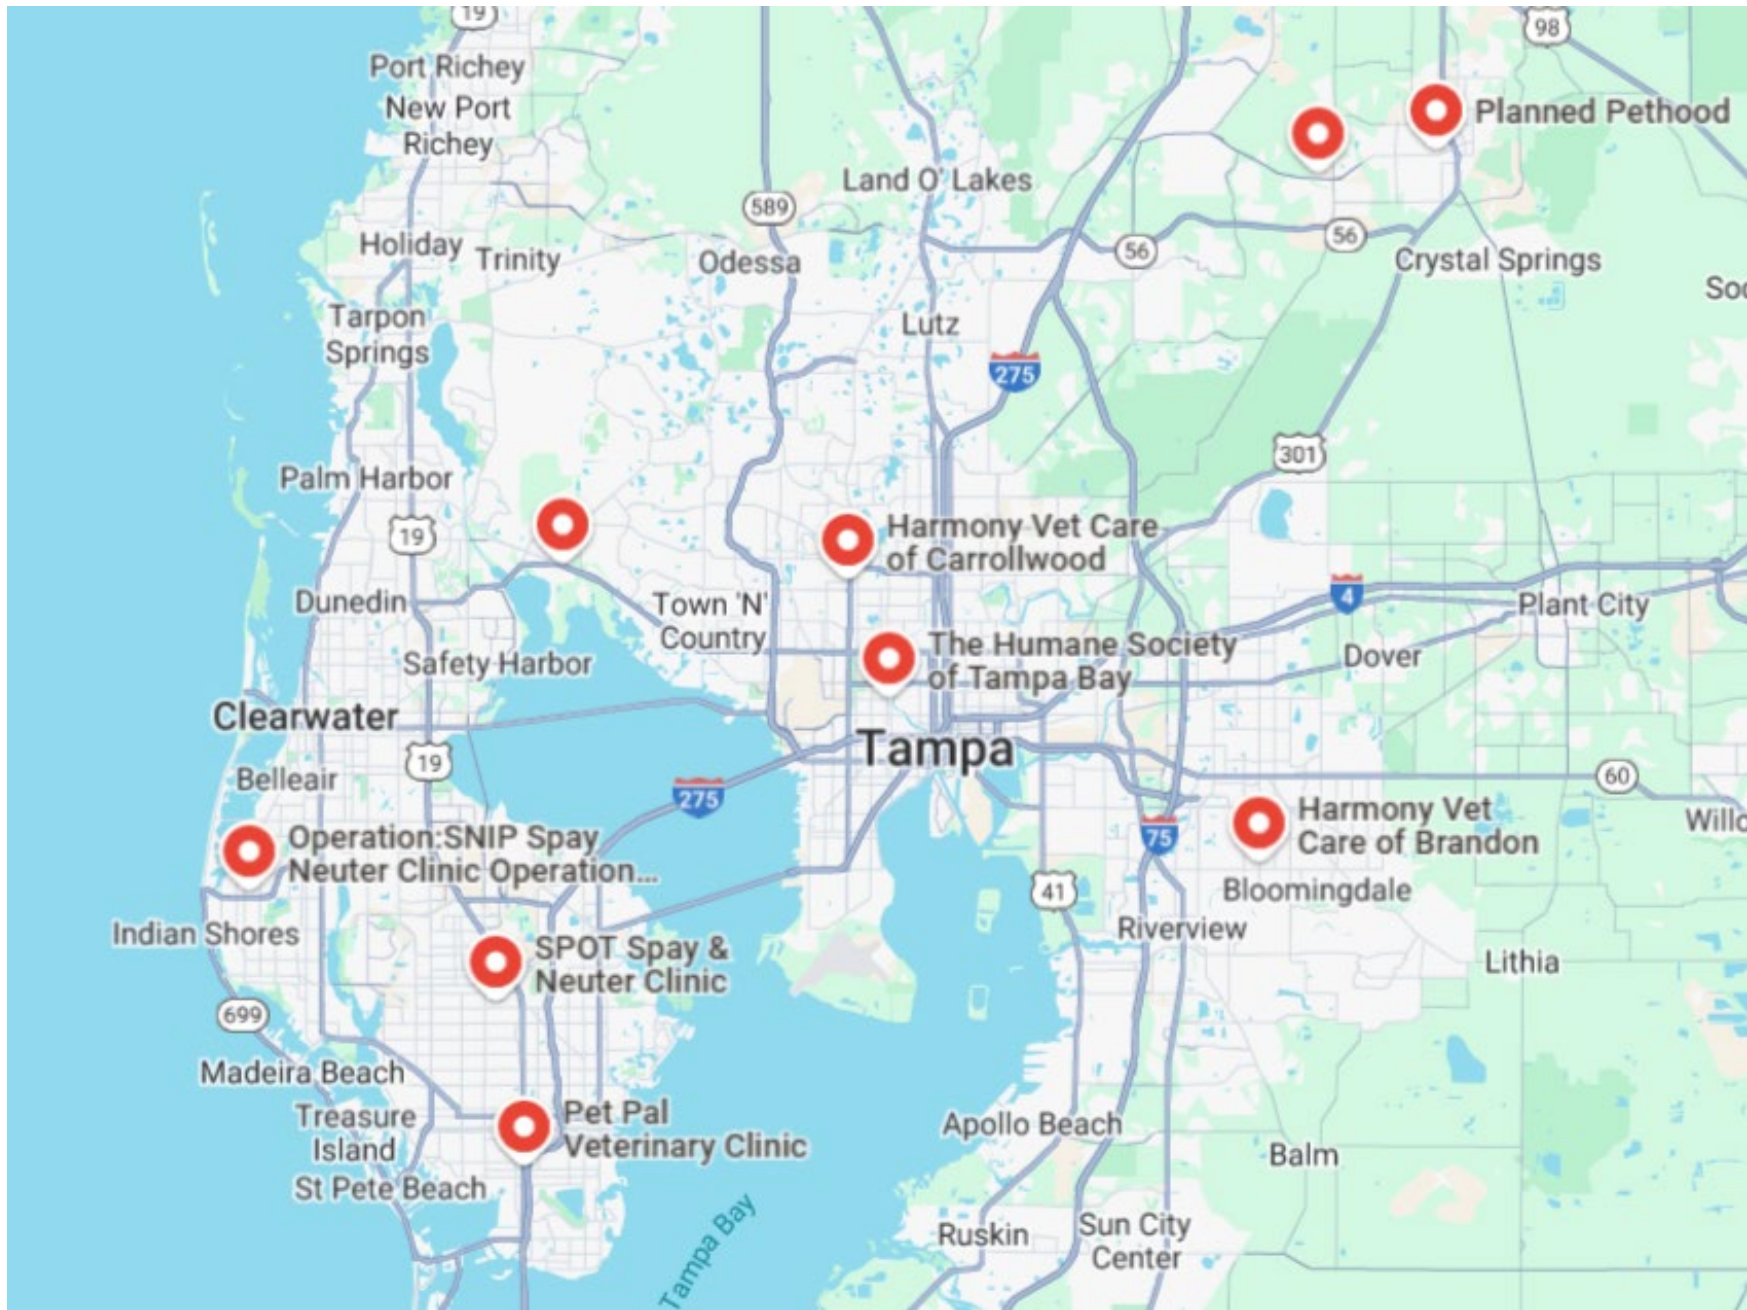 19
98
Port Richey
New Port
Richey
Planned Pethood
Land O' Lakes
589
56
56
Holiday
Trinity
Odessa
Crystal Springs
Tarpon
Springs
Lutz
275
301
Palm Harbor
19
Harmony Vet Care
of Carrollwood
4
Dunedin
Town 'N'
Country
Plant City
Safety Harbor
The Humane Society
of Tampa Bay
Dover
Clearwater
Tampa
19
Belleair
275
60
Harmony Vet
Care of Brandon
75
Operation:SNIP Spay
Neuter Clinic Operation...
41
Bloomingdale
Indian Shores
Riverview
SPOT Spay &
Neuter Clinic
Lithia
699
Madeira Beach
Treasure
Island
Pet Pal
Veterinary Clinic
Apollo Beach
Balm
St Pete Beach
Tampa Bay
Ruskin
Sun City
Center